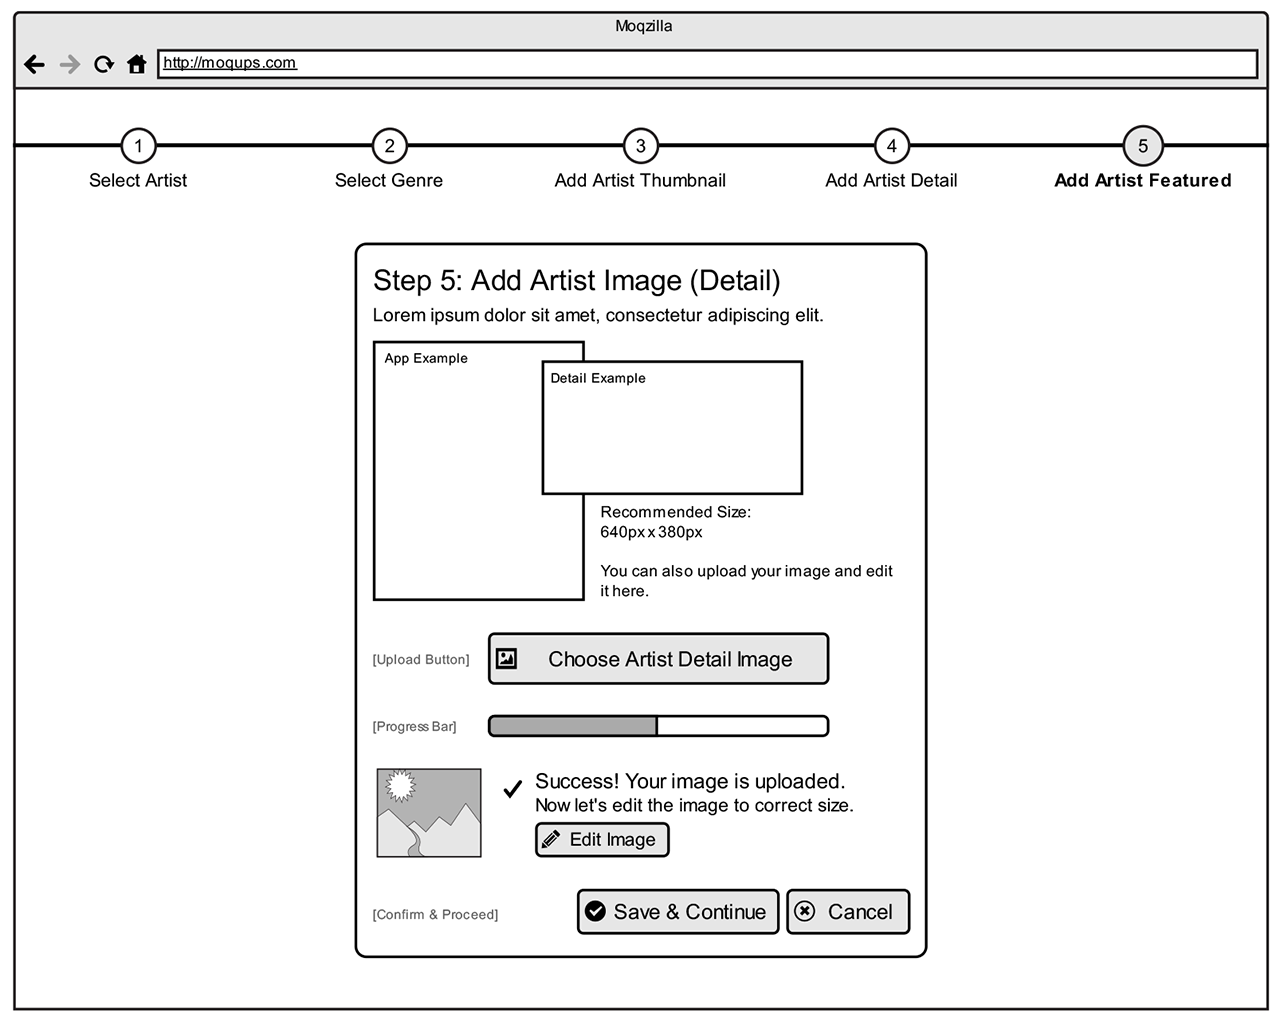 Moqzilla
http://moqups.com
1
2
3
4
5
Select Artist
Select Genre
Add Artist Thumbnail
Add Artist Detail
Add Artist Featured
Step 5: Add Artist Image (Detail)
Lorem ipsum dolor sit amet, consectetur adipiscing elit.
App Example
Detail Example
Recommended Size:
640px x 380px
You can also upload your image and edit
it here.
[Upload Button]
Choose Artist Detail Image
[Progress Bar]
Success! Your image is uploaded.
Now let's edit the image to correct size.
Edit Image
[Confirm & Proceed]
Save & Continue
Cancel